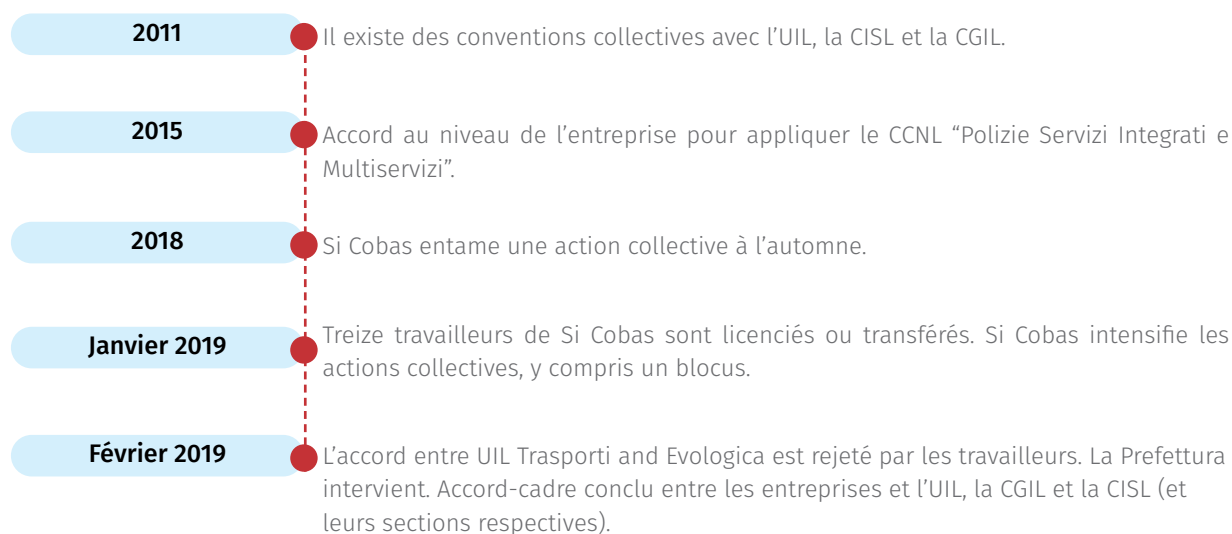 2011
Il existe des conventions collectives avec l’UIL, la CISL et la CGIL.
2015
Accord au niveau de l’entreprise pour appliquer le CCNL “Polizie Servizi Integrati e
Multiservizi”.
2018
Si Cobas entame une action collective à l’automne.
Janvier 2019
Treize travailleurs de Si Cobas sont licenciés ou transférés. Si Cobas intensifie les
actions collectives, y compris un blocus.
Février 2019
L’accord entre UIL Trasporti and Evologica est rejeté par les travailleurs. La Prefettura
intervient. Accord-cadre conclu entre les entreprises et l’UIL, la CGIL et la CISL (et
leurs sections respectives).